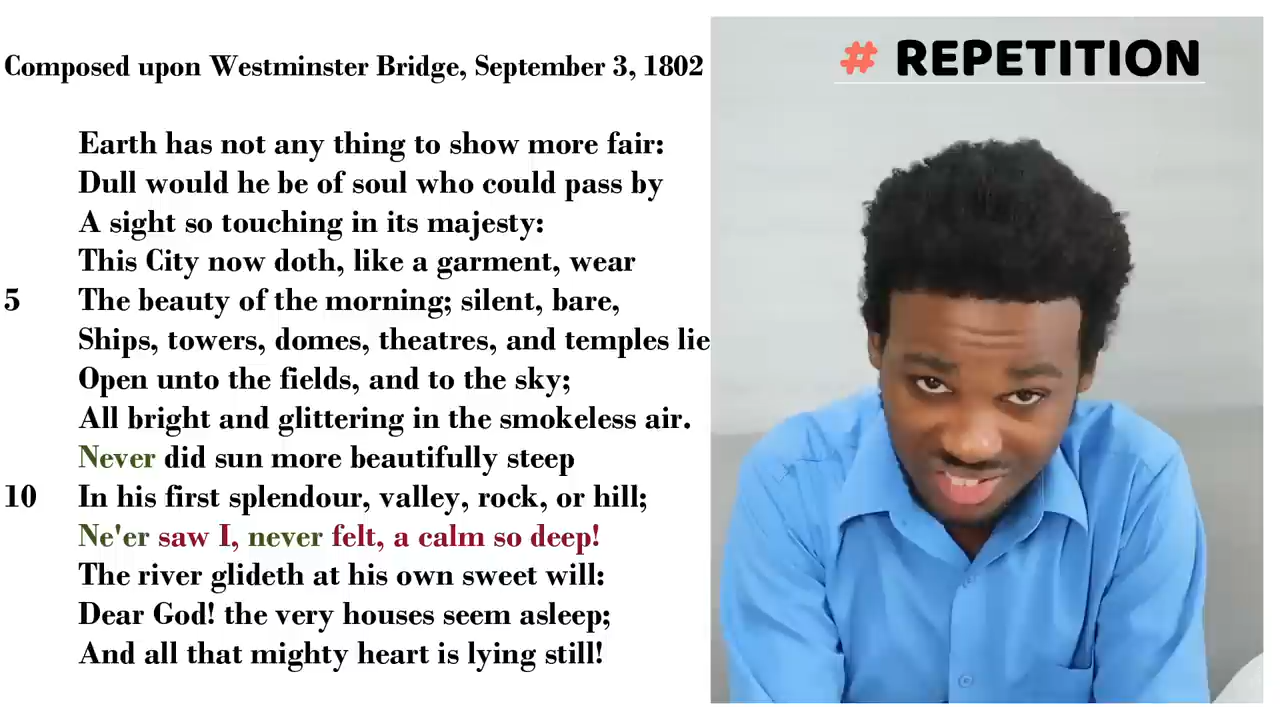 Composed upon Westminster Bridge, September 3, 1802
# REPETITION
Earth has not any thing to show more fair:
Dull would he be of soul who could pass by
A sight so touching in its majesty:
This City now doth, like a garment, wear
5 The beauty of the morning; silent, bare,
Ships, towers, domes, theatres, and temples lie
Open unto the fields, and to the sky;
All bright and glittering in the smokeless air.
Never did sun more beautifully steep
10 In his first splendour, valley, rock, or hill;
Ne'er saw I, never felt, a calm so deep!
The river glideth at his own sweet will:
Dear God! the very houses seem asleep;
And all that mighty heart is lying still!